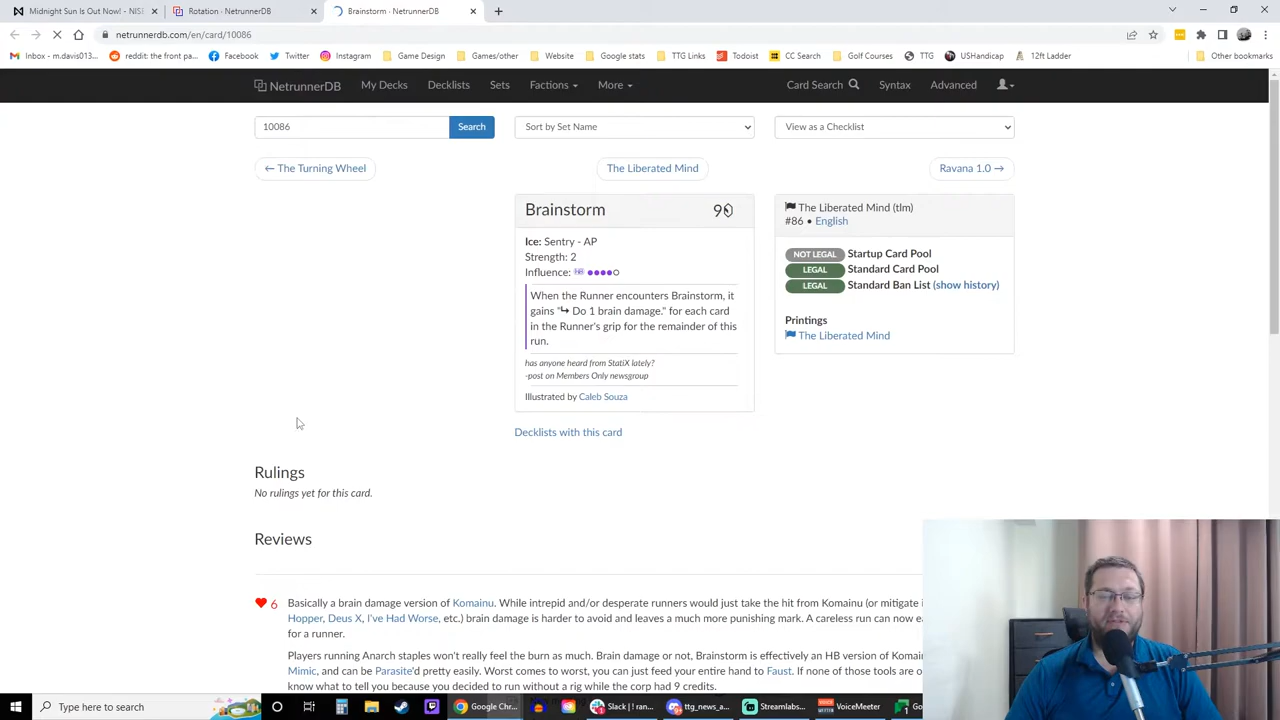 Midnight Sun Is Out Now! - NIS
Rotation · NetrunnerDB
Brainstorm · NetrunnerDB
netrunnerdb.com/en/card/10086
Inbox - m.davis013...
reddit: the front pa...
Facebook
Twitter
Instagram
Game Design
Games/other
Website
Google stats
TTG Links
Todoist
CC Search
Golf Courses
TTG
USHandicap
12ft Ladder
Other bookmarks
NetrunnerDB
My Decks
Decklists
Sets
Factions
More
Card Search
Syntax
Advanced
10086
Search
Sort by Set Name
View as a Checklist
← The Turning Wheel
The Liberated Mind
Ravana 1.0 →
Brainstorm
9
Ice: Sentry - AP
Strength: 2
Influence: HB ●●●●○
When the Runner encounters Brainstorm, it
gains "↳ Do 1 brain damage." for each card
in the Runner's grip for the remainder of this
run.
has anyone heard from StatiX lately?
-post on Members Only newsgroup
Illustrated by Caleb Souza
Decklists with this card
The Liberated Mind (tlm)
#86 • English
NOT LEGAL Startup Card Pool
LEGAL Standard Card Pool
LEGAL Standard Ban List (show history)
Printings
The Liberated Mind
Rulings
No rulings yet for this card.
Reviews
6
Basically a brain damage version of Komainu. While intrepid and/or desperate runners would just take the hit from Komainu (or mitigate i
Hopper, Deus X, I've Had Worse, etc.) brain damage is harder to avoid and leaves a much more punishing mark. A careless run can now ea
for a runner.
Players running Anarch staples won't really feel the burn as much. Brain damage or not, Brainstorm is effectively an HB version of Komain
Mimic, and can be Parasite'd pretty easily. Worst comes to worst, you can just feed your entire hand to Faust. If none of those tools are o
know what to tell you because you decided to run without a rig while the corp had 9 credits.
Type here to search
Google Chr...
Slack | ! ran...
ttg_news_a...
Streamlabs...
VoiceMeeter
Go